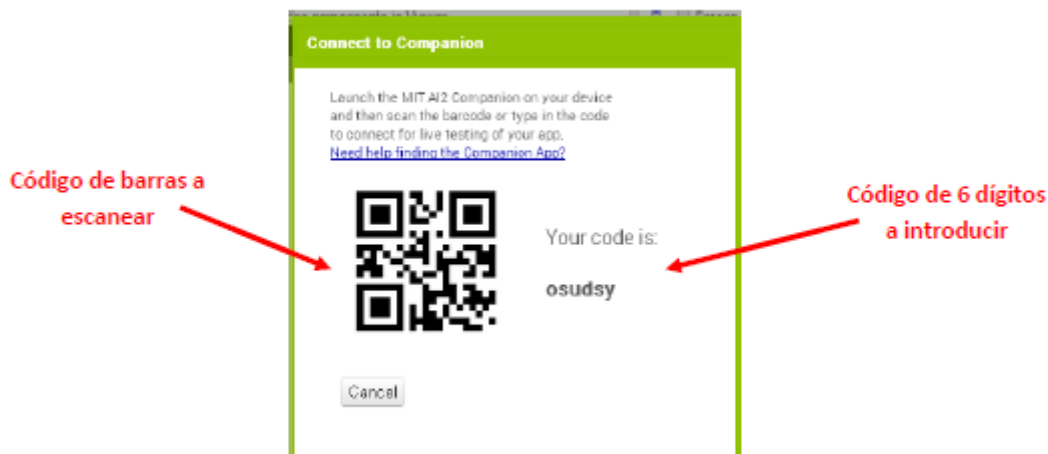 Connect to Companion
Launch the MIT AI2 Companion on your device
and then scan the barcode or type in the code
to connect for live testing of your app.
Need help finding the Companion App?
Código de barras a
escanear
Código de 6 dígitos
a introducir
Your code is:
osudsy
Cancel